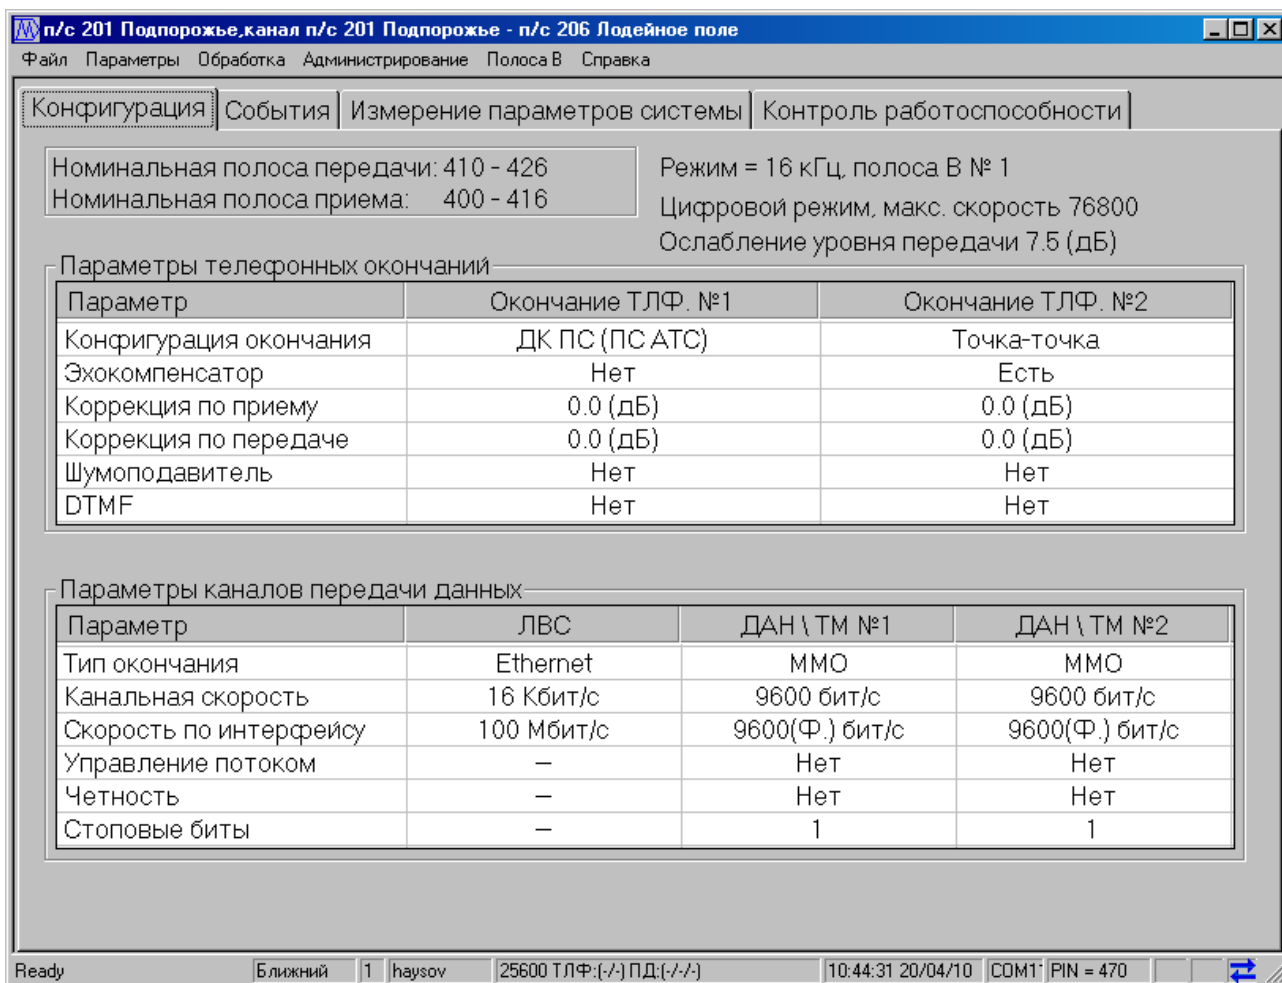 п/с 201 Подпорожье,канал п/с 201 Подпорожье - п/с 206 Лодейное поле
Файл Параметры Обработка Администрирование Полоса В Справка
Конфигурация События Измерение параметров системы Контроль работоспособности
Номинальная полоса передачи: 410 - 426
Номинальная полоса приема: 400 - 416
Режим = 16 кГц, полоса В № 1
Цифровой режим, макс. скорость 76800
Ослабление уровня передачи 7.5 (дБ)
Параметры телефонных окончаний
Параметр Окончание ТЛФ. №1 Окончание ТЛФ. №2
Конфигурация окончания ДК ПС (ПС АТС) Точка-точка
Эхокомпенсатор Нет Есть
Коррекция по приему 0.0 (дБ) 0.0 (дБ)
Коррекция по передаче 0.0 (дБ) 0.0 (дБ)
Шумоподавитель Нет Нет
DTMF Нет Нет
Параметры каналов передачи данных
Параметр ЛВС ДАН \ ТМ №1 ДАН \ ТМ №2
Тип окончания Ethernet ММО ММО
Канальная скорость 16 Кбит/с 9600 бит/с 9600 бит/с
Скорость по интерфейсу 100 Мбит/с 9600(Ф.) бит/с 9600(Ф.) бит/с
Управление потоком – Нет Нет
Четность – Нет Нет
Стоповые биты – 1 1
Ready Ближний 1 haysov 25600 ТЛФ:(-/-) ПД:(-/-/-) 10:44:31 20/04/10 COM1 PIN = 470